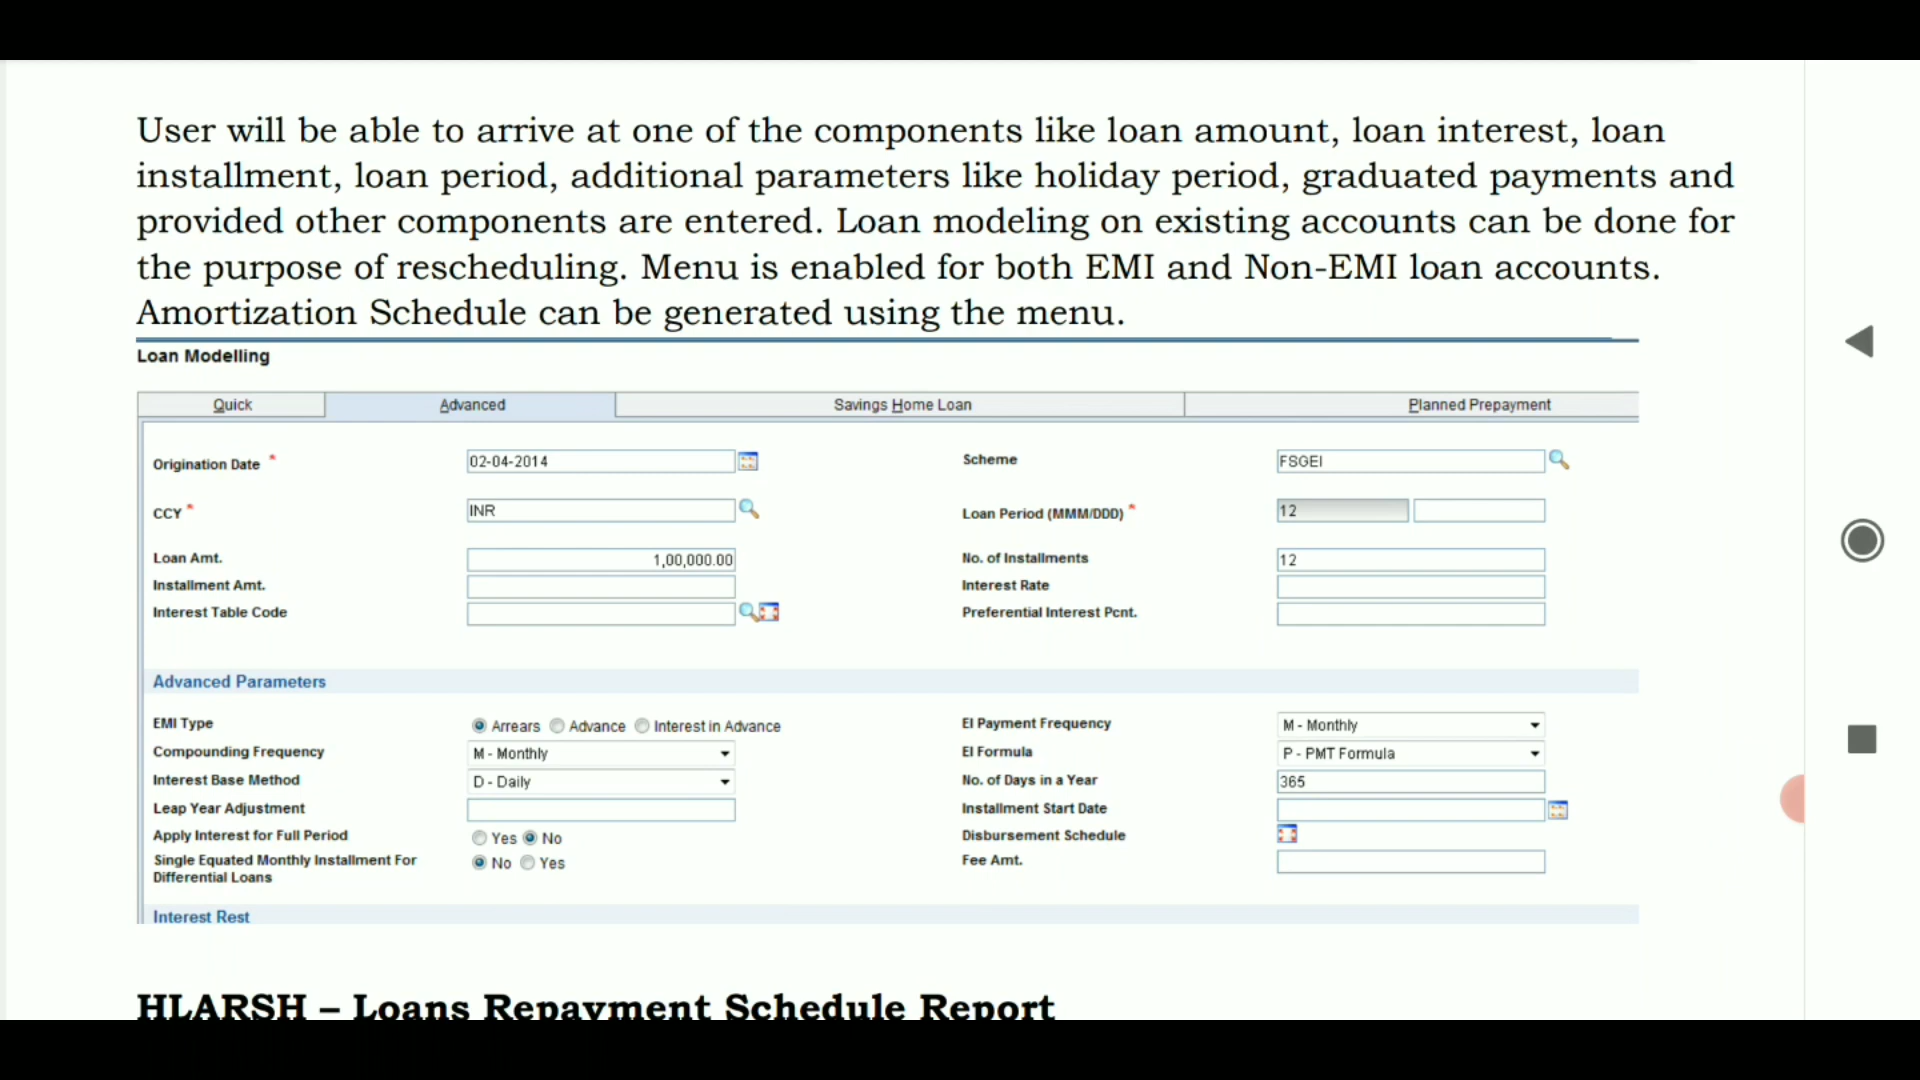 User will be able to arrive at one of the components like loan amount, loan interest, loan
installment, loan period, additional parameters like holiday period, graduated payments and
provided other components are entered. Loan modeling on existing accounts can be done for
the purpose of rescheduling. Menu is enabled for both EMI and Non-EMI loan accounts.
Amortization Schedule can be generated using the menu.
Loan Modelling
Quick Advanced Savings Home Loan Planned Prepayment
Origination Date * 02-04-2014 Scheme FSGEI
CCY * INR Loan Period (MMM/DDD) * 12
Loan Amt. 1,00,000.00 No. of Installments 12
Installment Amt. Interest Rate
Interest Table Code Preferential Interest Pcnt.
Advanced Parameters
EMI Type Arrears Advance Interest in Advance EI Payment Frequency M - Monthly
Compounding Frequency M - Monthly EI Formula P - PMT Formula
Interest Base Method D - Daily No. of Days in a Year 365
Leap Year Adjustment Installment Start Date
Apply Interest for Full Period Yes No Disbursement Schedule
Single Equated Monthly Installment For No Yes Fee Amt.
Differential Loans
Interest Rest
HLARSH – Loans Repayment Schedule Report